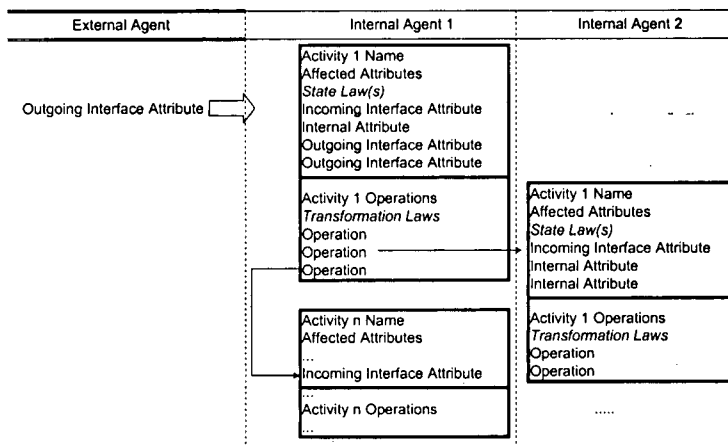 External Agent
Internal Agent 1
Internal Agent 2
Outgoing Interface Attribute
Activity 1 Name
Affected Attributes
State Law(s)
Incoming Interface Attribute
Internal Attribute
Outgoing Interface Attribute
Outgoing Interface Attribute
Activity 1 Operations
Transformation Laws
Operation
Operation
Operation
Activity n Name
Affected Attributes
...
Incoming Interface Attribute
...
Activity n Operations
...
Activity 1 Name
Affected Attributes
State Law(s)
Incoming Interface Attribute
Internal Attribute
Internal Attribute
Activity 1 Operations
Transformation Laws
Operation
Operation
.....